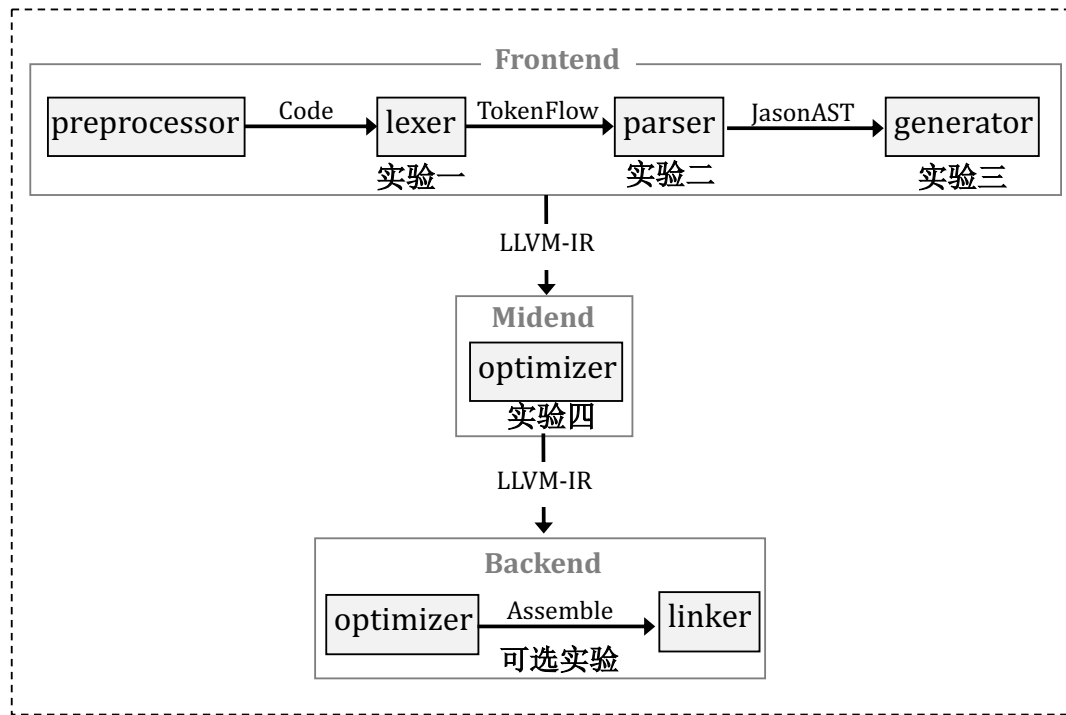 Frontend
preprocessor
Code
lexer
TokenFlow
parser
JasonAST
generator
实验一
实验二
实验三
LLVM-IR
Midend
optimizer
实验四
LLVM-IR
Backend
optimizer
Assemble
linker
可选实验